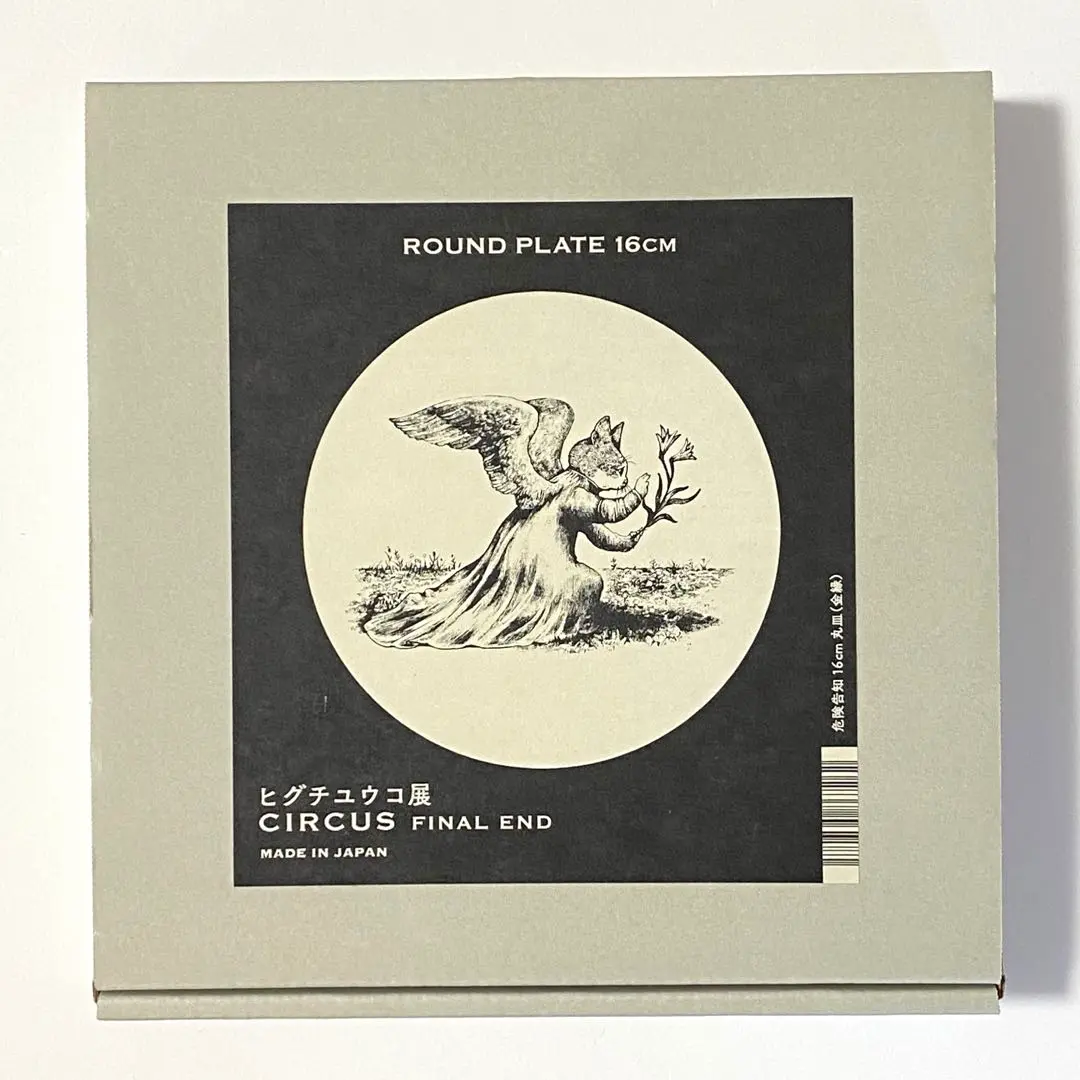 ROUND PLATE 16CM
危険告知 16cm 丸皿(金縁)
ヒグチユウコ展
CIRCUS FINAL END
MADE IN JAPAN